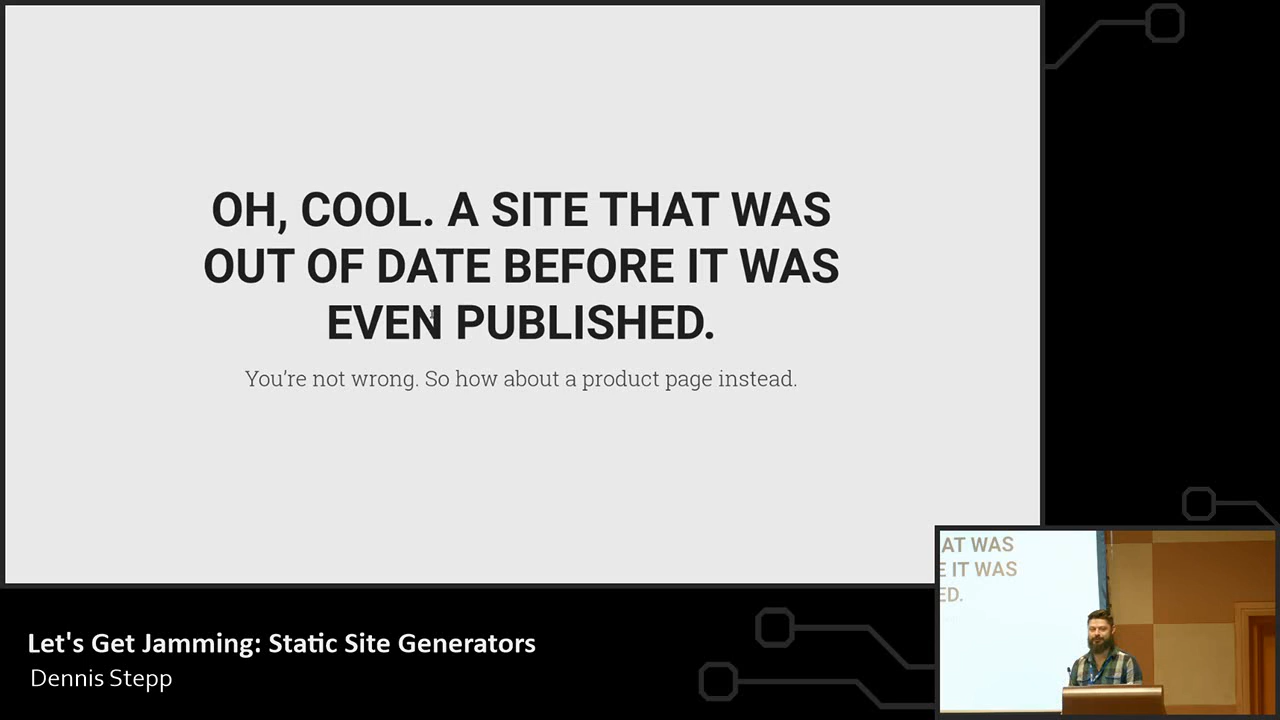 OH, COOL. A SITE THAT WAS
OUT OF DATE BEFORE IT WAS
EVEN PUBLISHED.
You’re not wrong. So how about a product page instead.
AT WAS
E IT WAS
ED.
Let's Get Jamming: Static Site Generators
Dennis Stepp